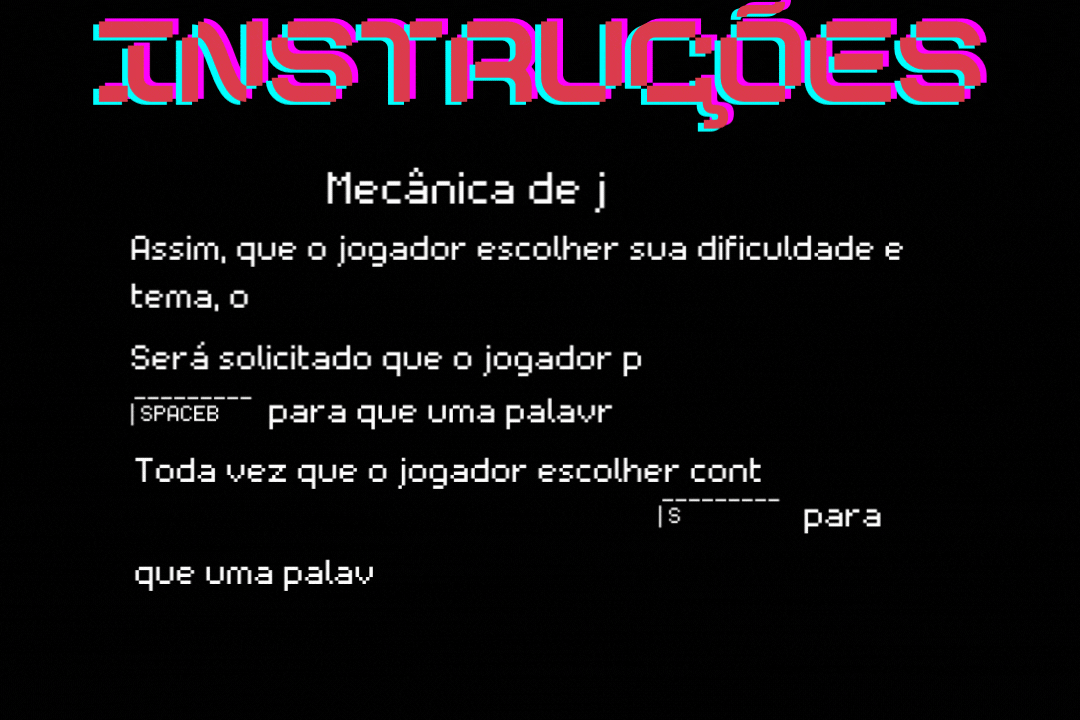 INSTRUÇÕES
Mecânica de j
Assim, que o jogador escolher sua dificuldade e
tema, o
Será solicitado que o jogador p
|SPACEB para que uma palavr
Toda vez que o jogador escolher cont
|S para
que uma palav